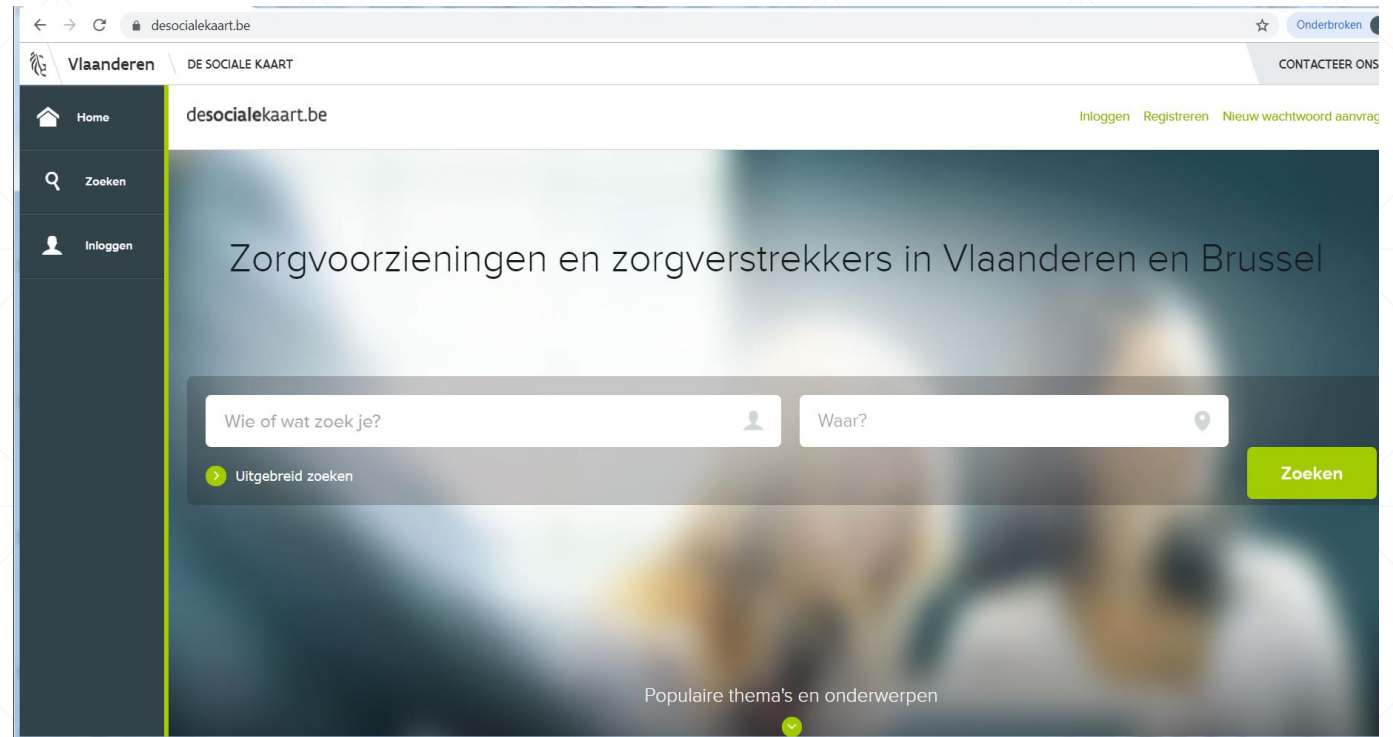 desocialekaart.be
Onderbroken
Vlaanderen DE SOCIALE KAART CONTACTEER ONS
Home
desocialekaart.be
Inloggen Registreren Nieuw wachtwoord aanvrag
Zoeken
Inloggen
Zorgvoorzieningen en zorgverstrekkers in Vlaanderen en Brussel
Wie of wat zoek je? Waar?
Uitgebreid zoeken
Zoeken
Populaire thema's en onderwerpen